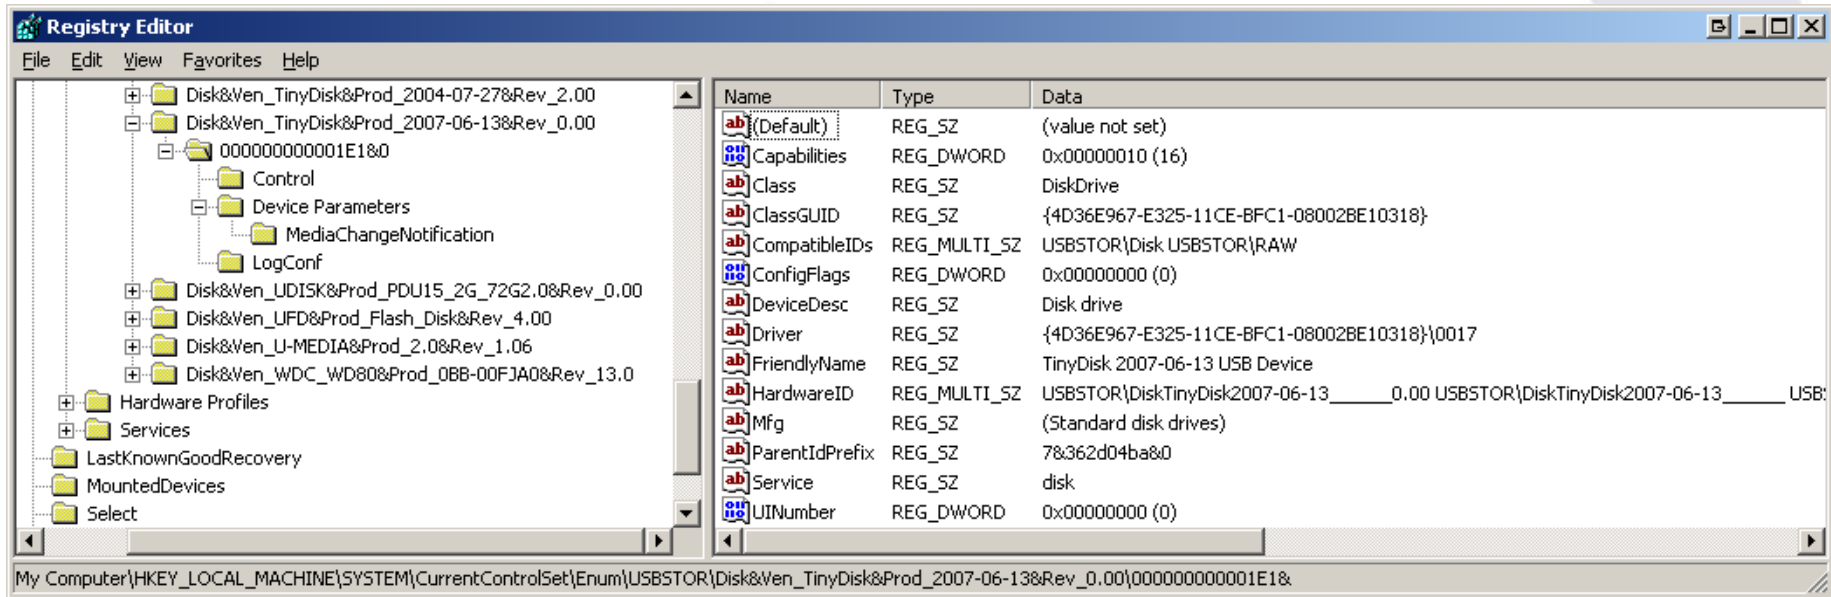 Registry Editor
File Edit View Favorites Help
Disk&Ven_TinyDisk&Prod_2004-07-27&Rev_2.00
Disk&Ven_TinyDisk&Prod_2007-06-13&Rev_0.00
000000000001E1&0
Control
Device Parameters
MediaChangeNotification
LogConf
Disk&Ven_UDISK&Prod_PDU15_2G_72G2.0&Rev_0.00
Disk&Ven_UFD&Prod_Flash_Disk&Rev_4.00
Disk&Ven_U-MEDIA&Prod_2.0&Rev_1.06
Disk&Ven_WDC_WD80&Prod_0BB-00FJA0&Rev_13.0
Hardware Profiles
Services
LastKnownGoodRecovery
MountedDevices
Select
Name Type Data
(Default) REG_SZ (value not set)
Capabilities REG_DWORD 0x00000010 (16)
Class REG_SZ DiskDrive
ClassGUID REG_SZ {4D36E967-E325-11CE-BFC1-08002BE10318}
CompatibleIDs REG_MULTI_SZ USBSTOR\Disk USBSTOR\RAW
ConfigFlags REG_DWORD 0x00000000 (0)
DeviceDesc REG_SZ Disk drive
Driver REG_SZ {4D36E967-E325-11CE-BFC1-08002BE10318}\0017
FriendlyName REG_SZ TinyDisk 2007-06-13 USB Device
HardwareID REG_MULTI_SZ USBSTOR\DiskTinyDisk2007-06-13______0.00 USBSTOR\DiskTinyDisk2007-06-13______ USBS
Mfg REG_SZ (Standard disk drives)
ParentIdPrefix REG_SZ 7&362d04ba&0
Service REG_SZ disk
UINumber REG_DWORD 0x00000000 (0)
My Computer\HKEY_LOCAL_MACHINE\SYSTEM\CurrentControlSet\Enum\USBSTOR\Disk&Ven_TinyDisk&Prod_2007-06-13&Rev_0.00\000000000001E1&